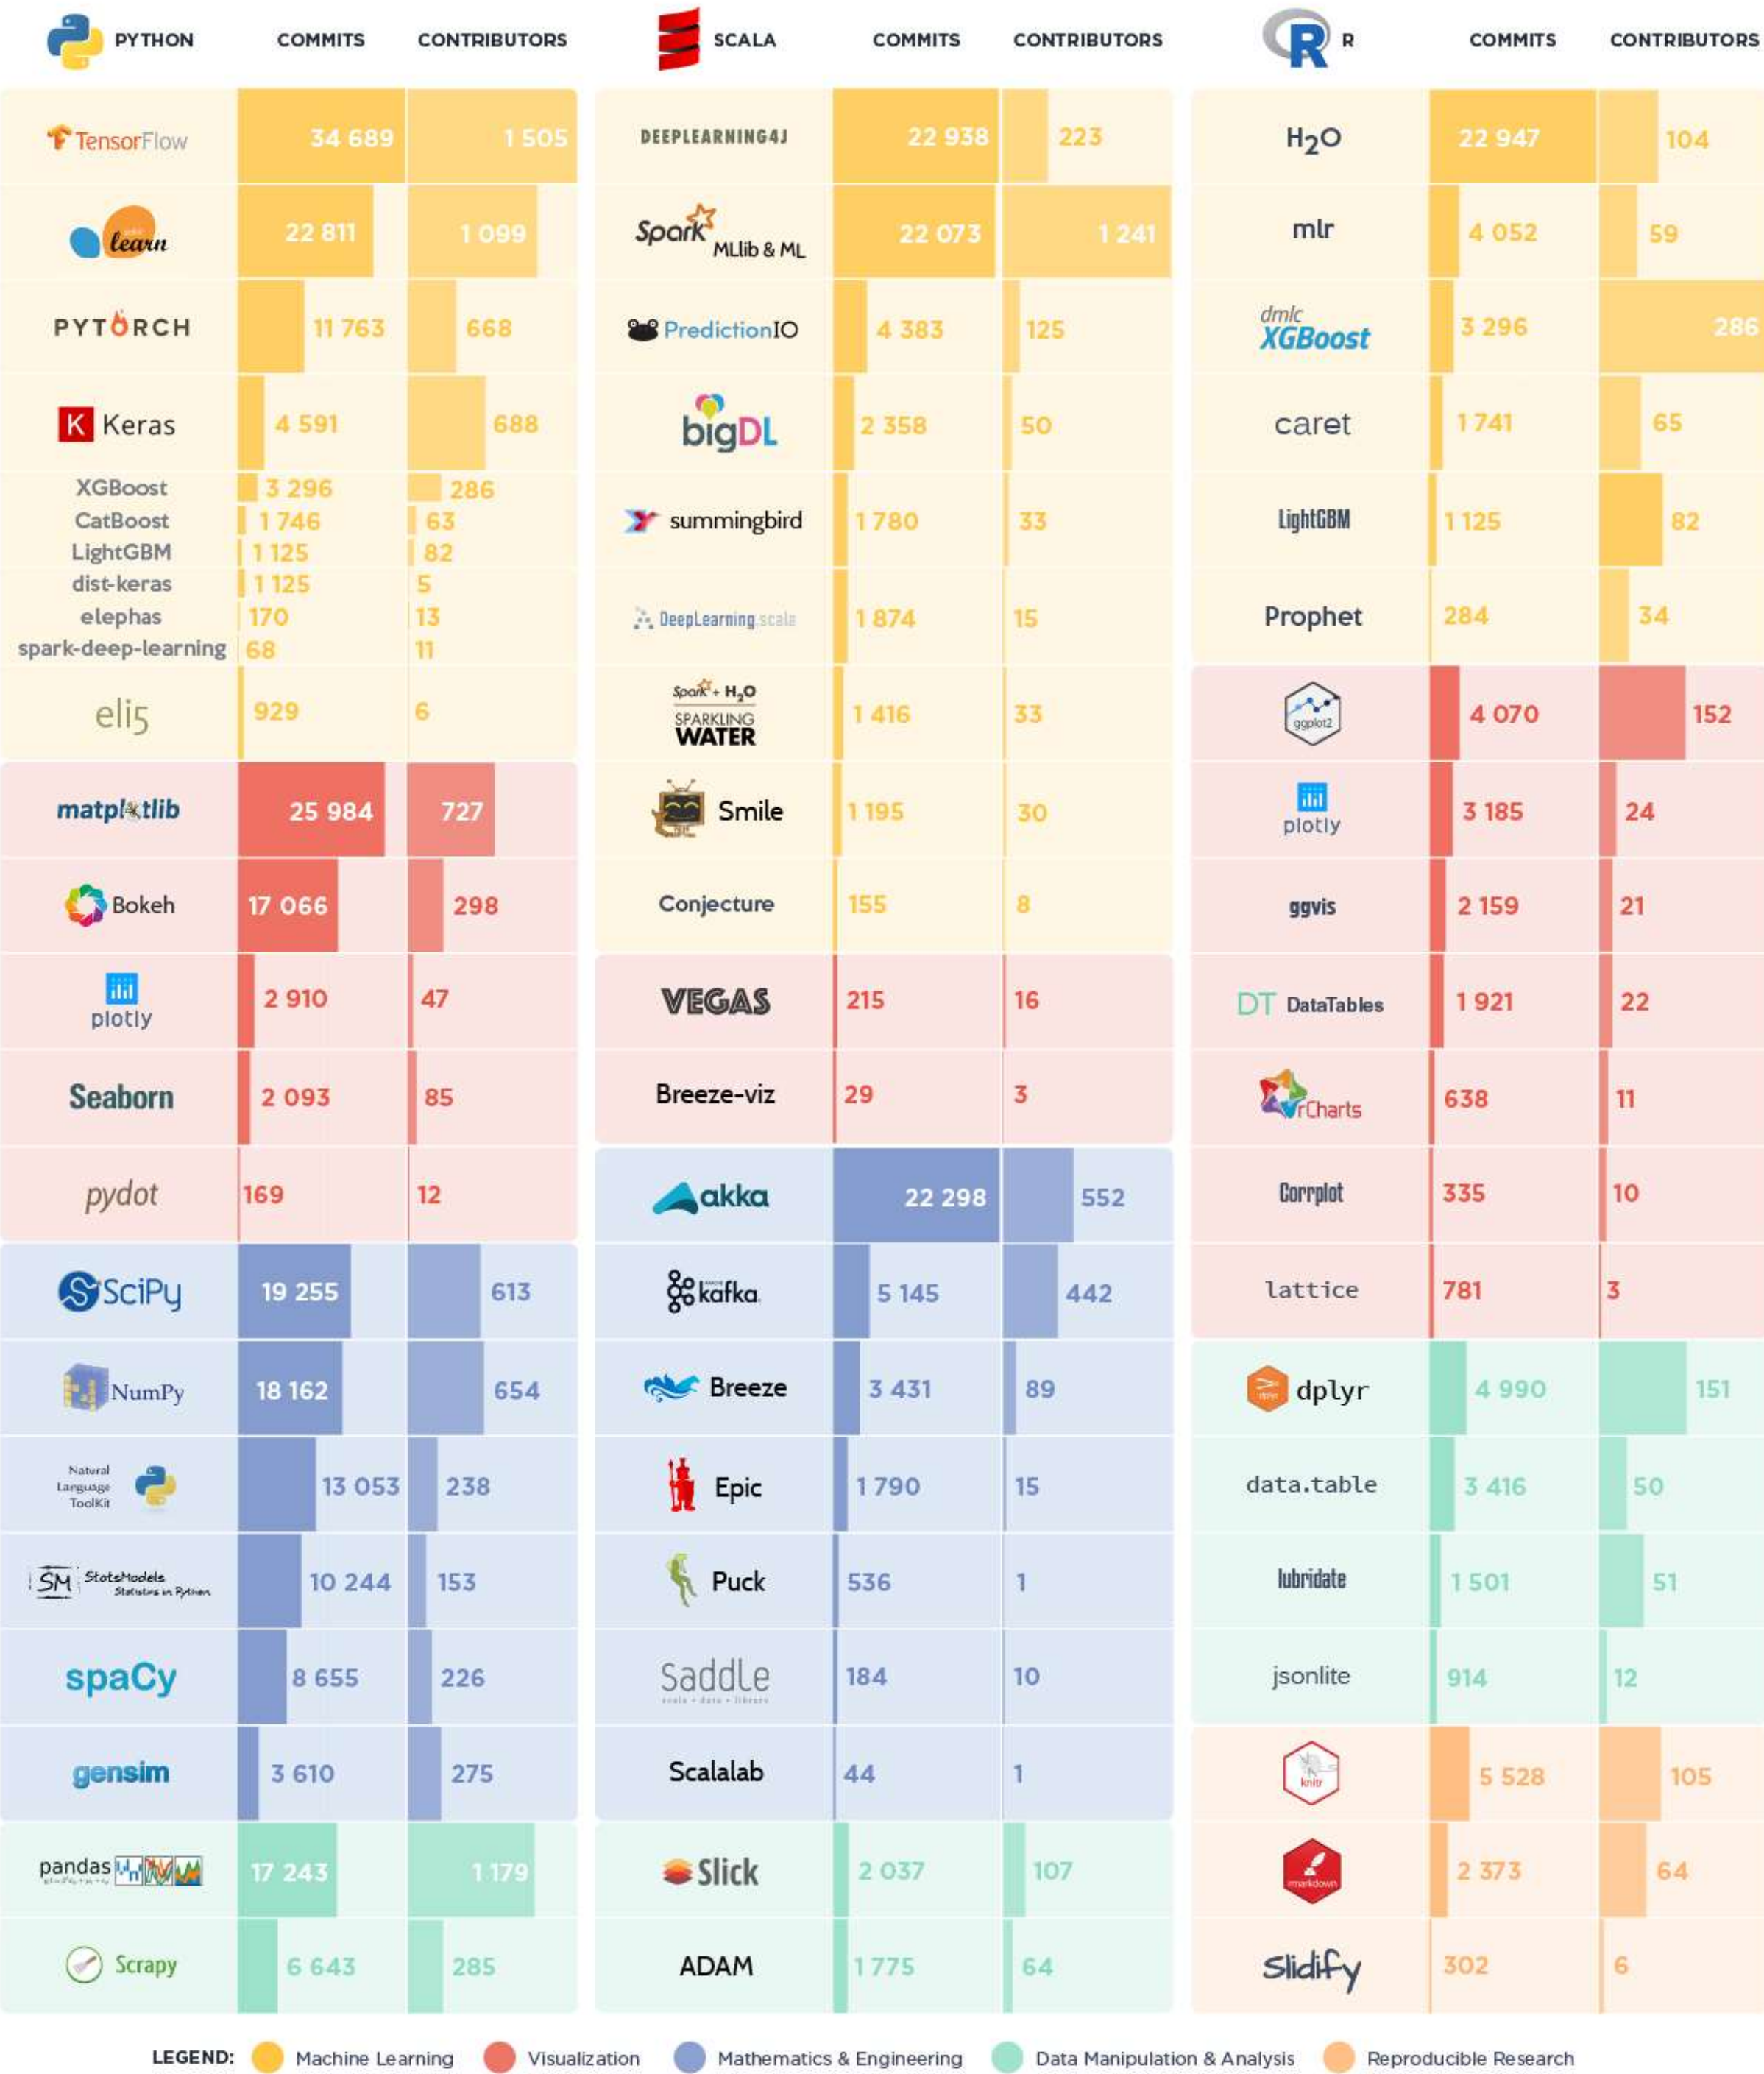 PYTHON COMMITS CONTRIBUTORS
TensorFlow 34 689 1 505
learn 22 811 1 099
PYTORCH 11 763 668
K Keras 4 591 688
XGBoost 3 296 286
CatBoost 1 746 63
LightGBM 1 125 82
dist-keras 1 125 5
elephas 170 13
spark-deep-learning 68 11
eli5 929 6
matplotlib 25 984 727
Bokeh 17 066 298
plotly 2 910 47
Seaborn 2 093 85
pydot 169 12
SciPy 19 255 613
NumPy 18 162 654
Natural
Language
ToolKit
13 053 238
SM StatsModels
Statistics in Python
10 244 153
spaCy 8 655 226
gensim 3 610 275
pandas 17 243 1 179
Scrapy 6 643 285
SCALA COMMITS CONTRIBUTORS
DEEPLEARNING4J 22 938 223
Spark
MLlib & ML
22 073 1 241
PredictionIO 4 383 125
bigDL 2 358 50
summingbird 1 780 33
DeepLearning.scala 1 874 15
Spark + H2O
SPARKLING
WATER
1 416 33
Smile 1 195 30
Conjecture 155 8
VEGAS 215 16
Breeze-viz 29 3
akka 22 298 552
kafka 5 145 442
Breeze 3 431 89
Epic 1 790 15
Puck 536 1
Saddle
scala • data • library
184 10
Scalalab 44 1
Slick 2 037 107
ADAM 1 775 64
R R COMMITS CONTRIBUTORS
H2O 22 947 104
mlr 4 052 59
dmlc
XGBoost
3 296 286
caret 1 741 65
LightGBM 1 125 82
Prophet 284 34
ggplot2 4 070 152
plotly 3 185 24
ggvis 2 159 21
DT DataTables 1 921 22
rCharts 638 11
Corrplot 335 10
lattice 781 3
dplyr dplyr 4 990 151
data.table 3 416 50
lubridate 1 501 51
jsonlite 914 12
knitr 5 528 105
rmarkdown 2 373 64
Slidify 302 6
LEGEND: Machine Learning Visualization Mathematics & Engineering Data Manipulation & Analysis Reproducible Research